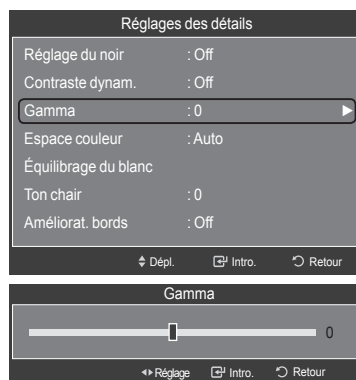 Réglages des détails
Réglage du noir : Off
Contraste dynam. : Off
Gamma : 0
Espace couleur : Auto
Équilibrage du blanc
Ton chair : 0
Améliorat. bords : Off
Dépl. Intro. Retour
Gamma
0
Réglage Intro. Retour